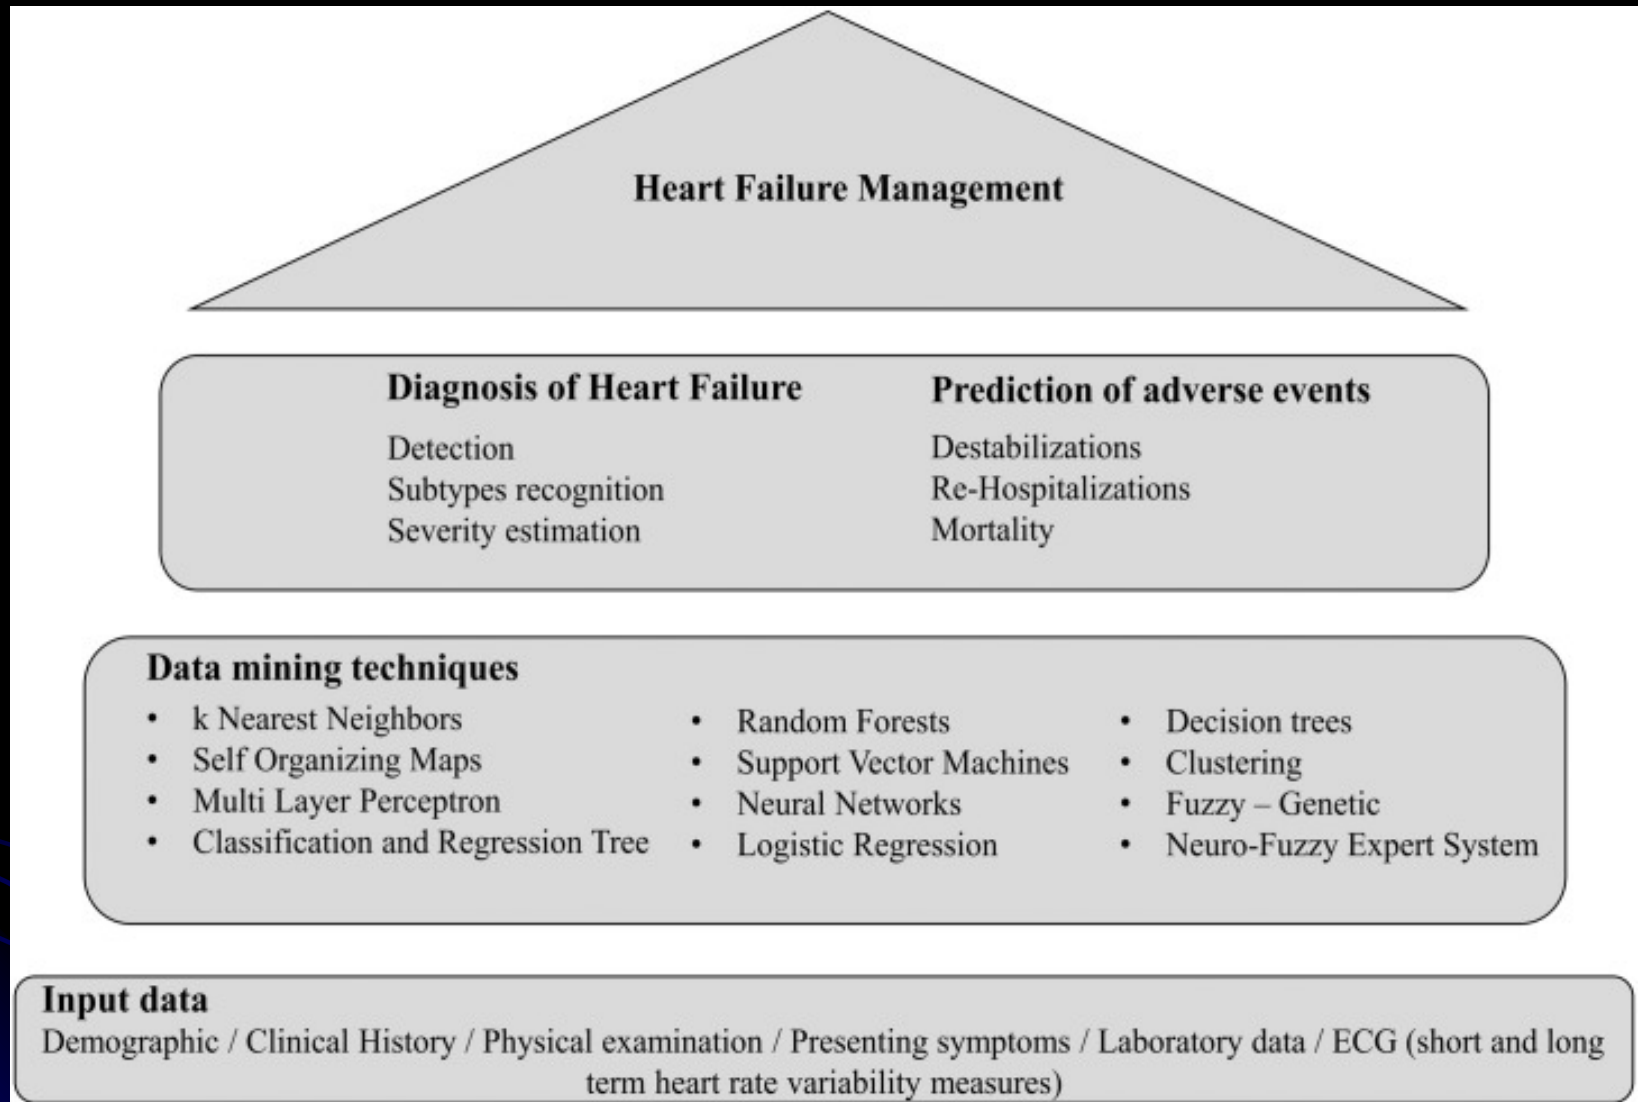 Heart Failure Management
Diagnosis of Heart Failure
Detection
Subtypes recognition
Severity estimation
Prediction of adverse events
Destabilizations
Re-Hospitalizations
Mortality
Data mining techniques
• k Nearest Neighbors
• Self Organizing Maps
• Multi Layer Perceptron
• Classification and Regression Tree
• Random Forests
• Support Vector Machines
• Neural Networks
• Logistic Regression
• Decision trees
• Clustering
• Fuzzy – Genetic
• Neuro-Fuzzy Expert System
Input data
Demographic / Clinical History / Physical examination / Presenting symptoms / Laboratory data / ECG (short and long
term heart rate variability measures)